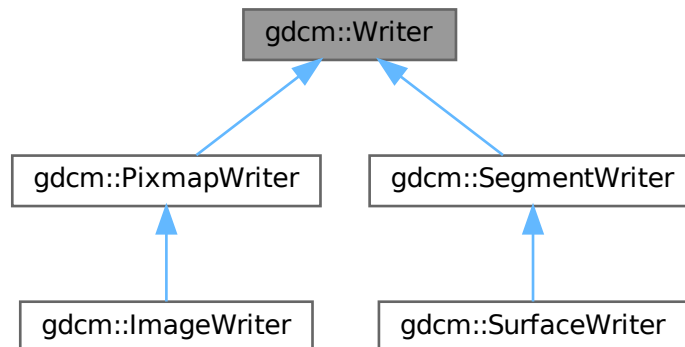 gdcm::Writer
gdcm::PixmapWriter
gdcm::SegmentWriter
gdcm::ImageWriter
gdcm::SurfaceWriter